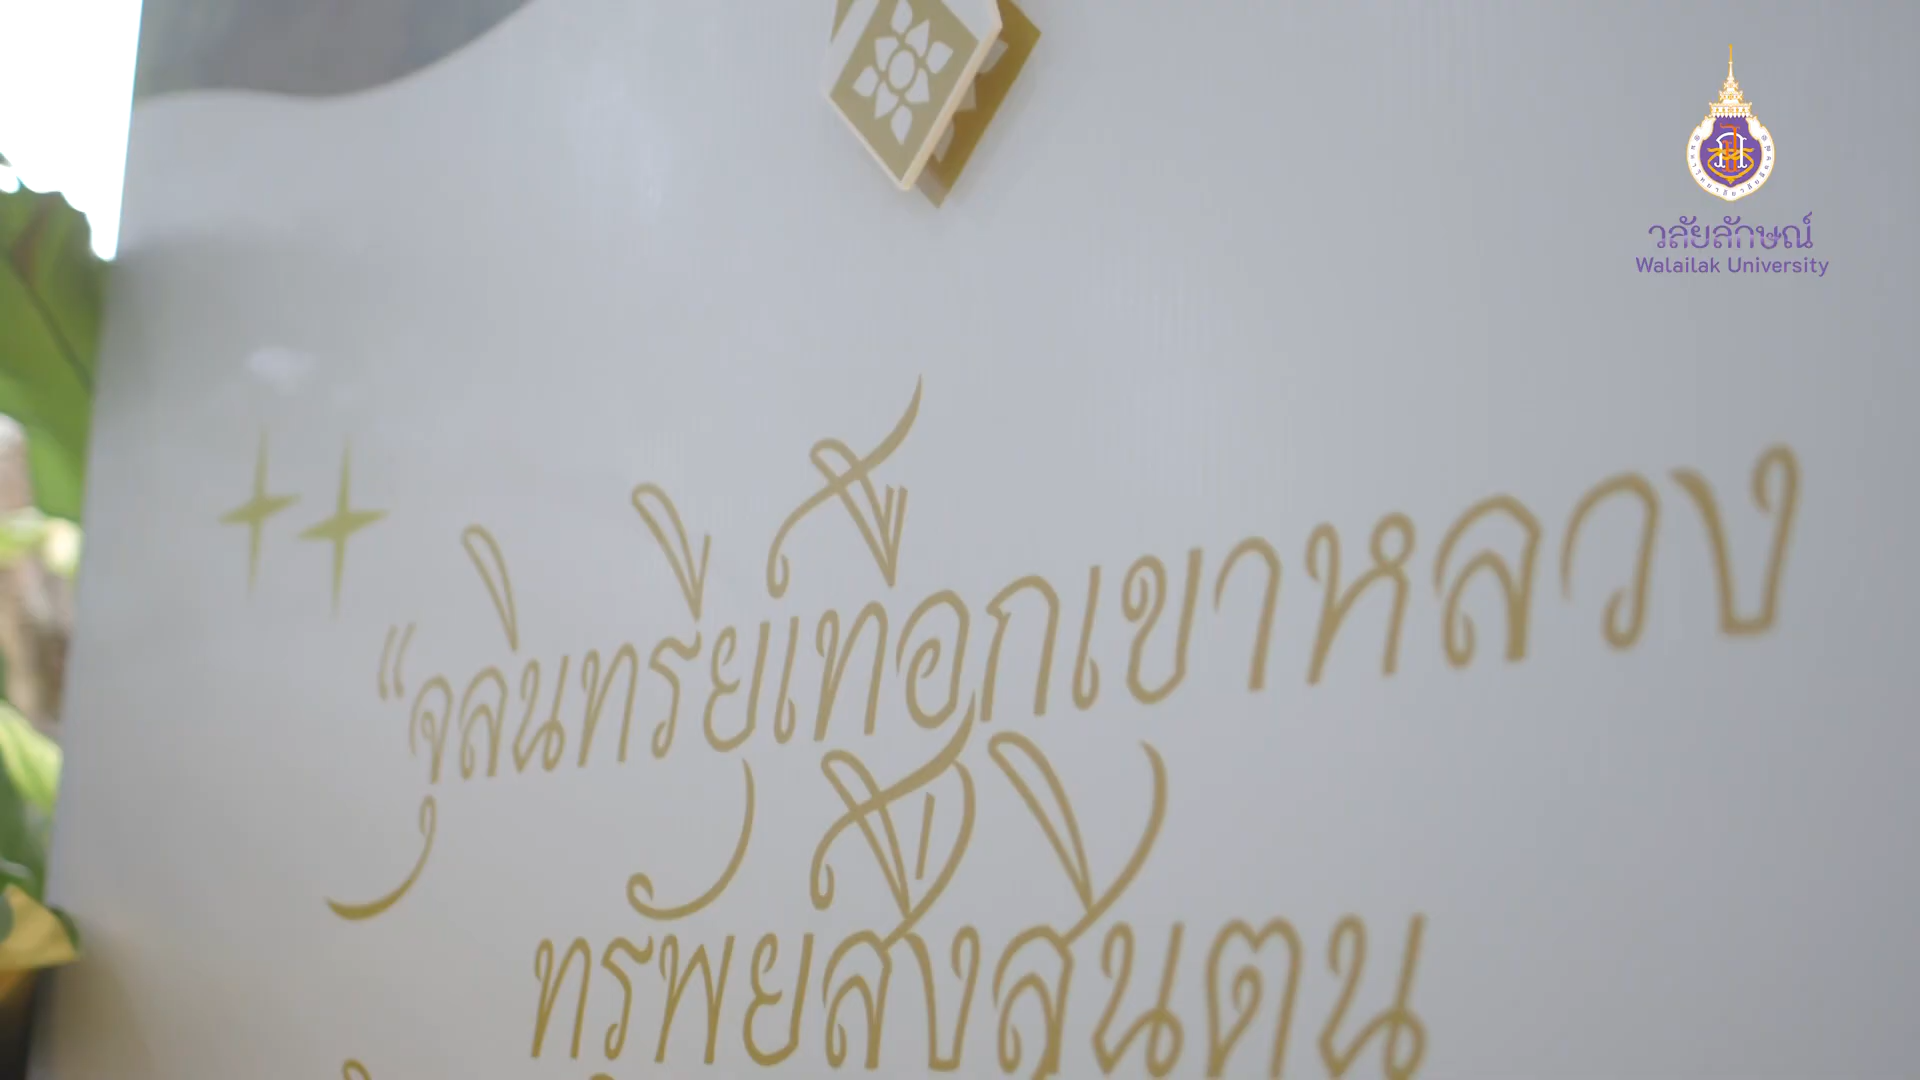 วลัยลักษณ์
Walailak University
"จุลินทรีย์เทือกเขาหลวง
ทรัพย์สิ่งสินตน